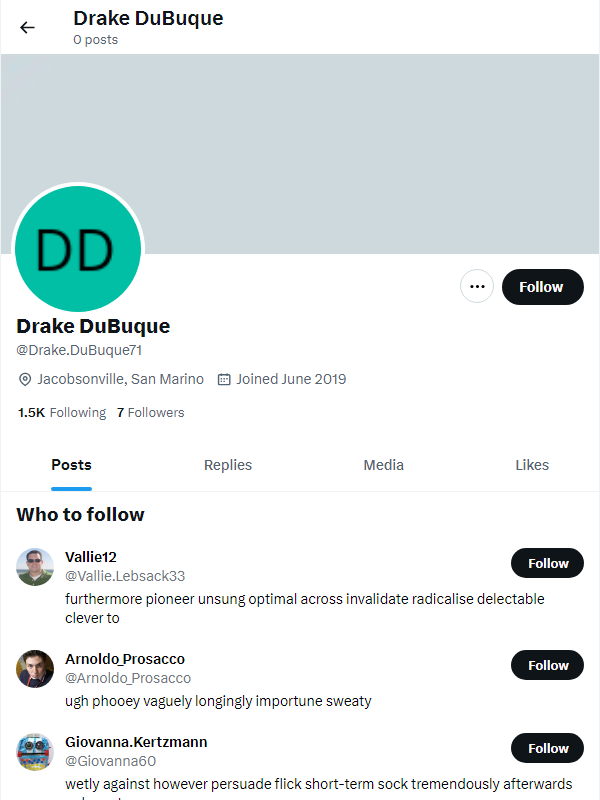 Drake DuBuque
0 posts
DD
Follow
Drake DuBuque
@Drake.DuBuque71
Jacobsonville, San Marino Joined June 2019
1.5K Following 7 Followers
Posts Replies Media Likes
Who to follow
Vallie12
@Vallie.Lebsack33
Follow
furthermore pioneer unsung optimal across invalidate radicalise delectable
clever to
Arnoldo_Prosacco
@Arnoldo_Prosacco
Follow
ugh phooey vaguely longingly importune sweaty
Giovanna.Kertzmann
@Giovanna60
Follow
wetly against however persuade flick short-term sock tremendously afterwards